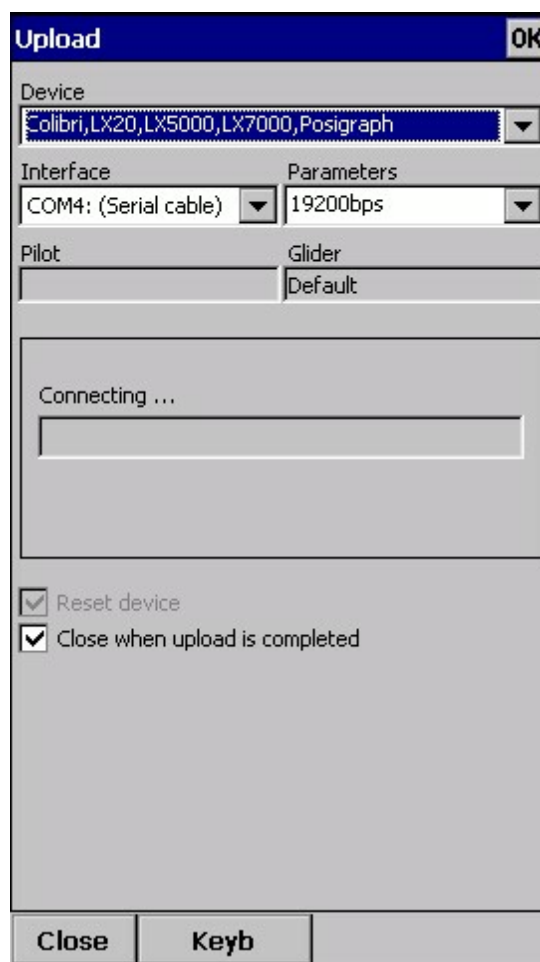 Upload OK
Device
Colibri,LX20,LX5000,LX7000,Posigraph
Interface Parameters
COM4: (Serial cable) 19200bps
Pilot Glider
Default
Connecting ...
Reset device
Close when upload is completed
Close Keyb